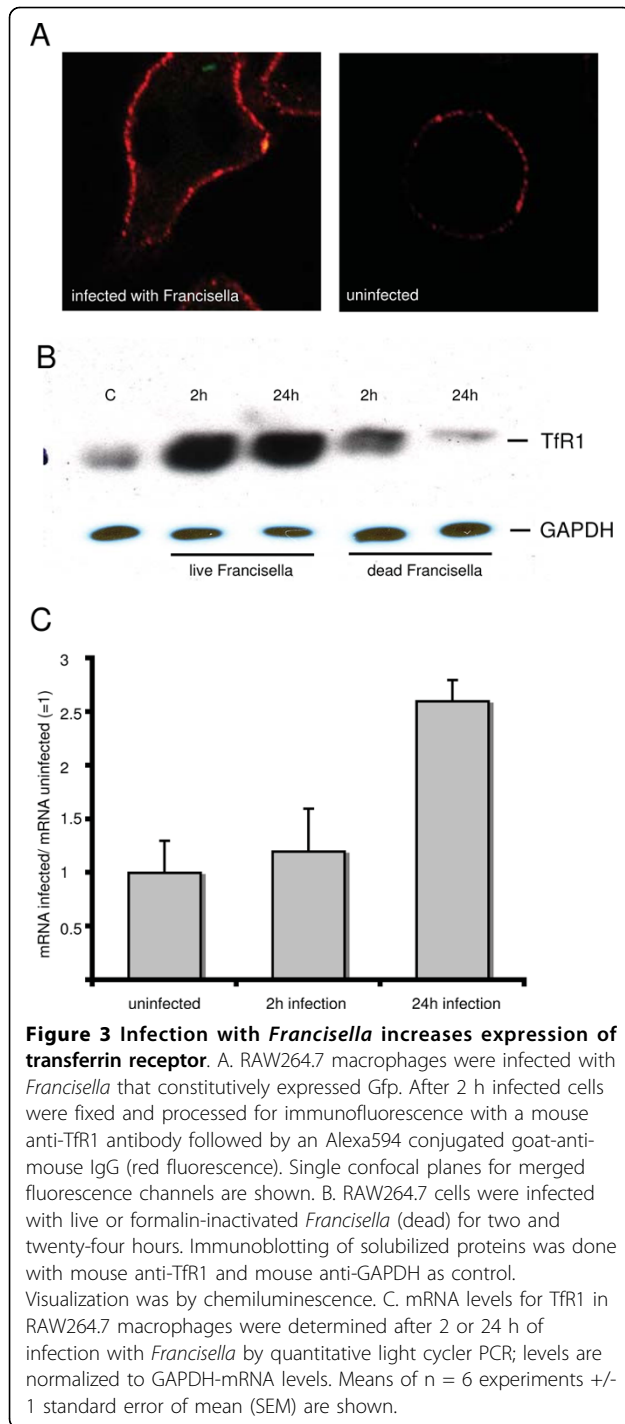 A
infected with Francisella
uninfected
B
C 2h 24h 2h 24h
TfR1
GAPDH
live Francisella dead Francisella
C
mRNA infected/ mRNA uninfected (=1)
3
2.5
2
1.5
1
0.5
uninfected 2h infection 24h infection
Figure 3 Infection with Francisella increases expression of
transferrin receptor. A. RAW264.7 macrophages were infected with
Francisella that constitutively expressed Gfp. After 2 h infected cells
were fixed and processed for immunofluorescence with a mouse
anti-TfR1 antibody followed by an Alexa594 conjugated goat-anti-
mouse IgG (red fluorescence). Single confocal planes for merged
fluorescence channels are shown. B. RAW264.7 cells were infected
with live or formalin-inactivated Francisella (dead) for two and
twenty-four hours. Immunoblotting of solubilized proteins was done
with mouse anti-TfR1 and mouse anti-GAPDH as control.
Visualization was by chemiluminescence. C. mRNA levels for TfR1 in
RAW264.7 macrophages were determined after 2 or 24 h of
infection with Francisella by quantitative light cycler PCR; levels are
normalized to GAPDH-mRNA levels. Means of n = 6 experiments +/-
1 standard error of mean (SEM) are shown.